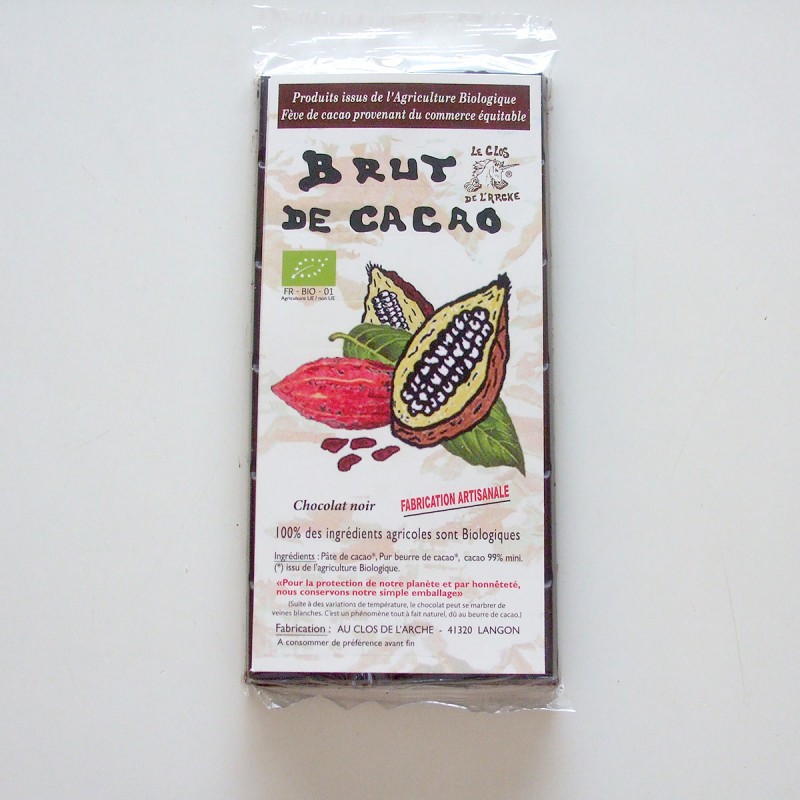 Produits issus de l'Agriculture Biologique
Fève de cacao provenant du commerce équitable
BRUT
DE CACAO
LE CLOS
®
DE L'ARCHE
FR - BIO - 01
Agriculture UE / non UE
Chocolat noir
FABRICATION ARTISANALE
100% des ingrédients agricoles sont Biologiques
Ingrédients : Pâte de cacao*, Pur beurre de cacao*, cacao 99% mini.
(*) issu de l'agriculture Biologique.
«Pour la protection de notre planète et par honnêteté,
nous conservons notre simple emballage»
(Suite à des variations de température, le chocolat peut se marbrer de
veines blanches. C'est un phénomène tout à fait naturel, dû au beurre de cacao.)
Fabrication : AU CLOS DE L'ARCHE - 41320 LANGON
A consommer de préférence avant fin